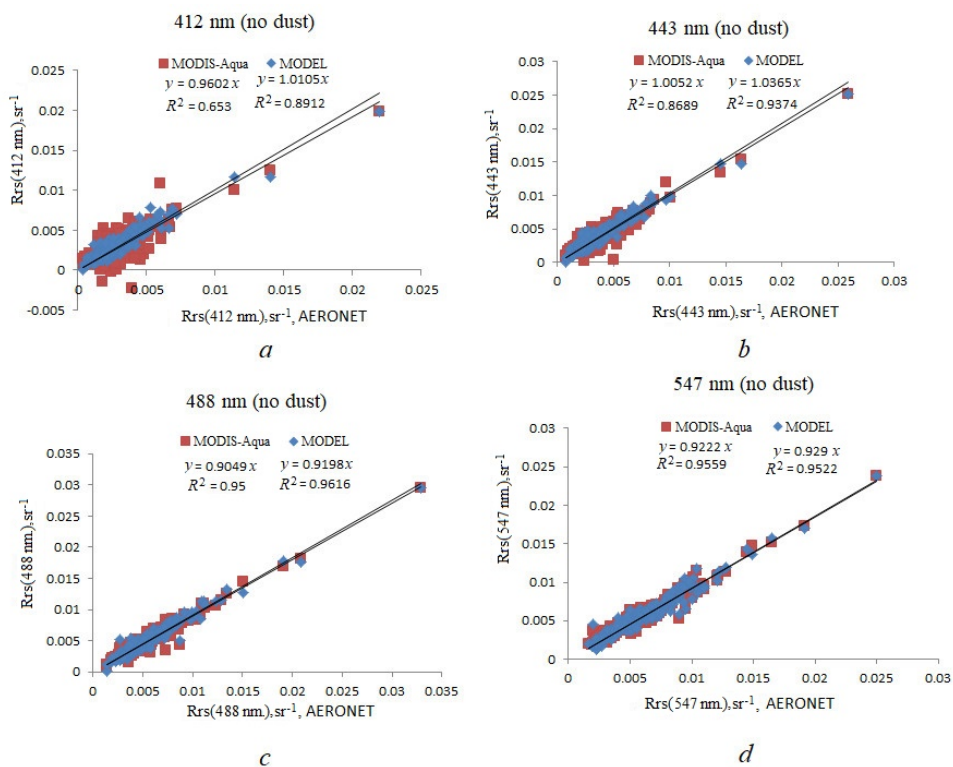 412 nm (no dust)
MODIS-Aqua MODEL
y = 0.9602 x y = 1.0105x
R² = 0.653 R² = 0.8912
Rrs(412 nm.),sr⁻¹
0.025
0.02
0.015
0.01
0.005
0
-0.005
0 0.005 0.01 0.015 0.02 0.025
Rrs(412 nm.),sr⁻¹, AERONET
a
443 nm (no dust)
MODIS-Aqua MODEL
y = 1.0052 x y = 1.0365x
R² = 0.8689 R² = 0.9374
Rrs(443 nm.),sr⁻¹
0.03
0.025
0.02
0.015
0.01
0.005
0
0 0.005 0.01 0.015 0.02 0.025 0.03
Rrs(443 nm.),sr⁻¹, AERONET
b
488 nm (no dust)
MODIS-Aqua MODEL
y = 0.9049 x y = 0.9198x
R² = 0.95 R² = 0.9616
Rrs(488 nm.),sr⁻¹
0.035
0.03
0.025
0.02
0.015
0.01
0.005
0
0 0.005 0.01 0.015 0.02 0.025 0.03 0.035
Rrs(488 nm.),sr⁻¹, AERONET
c
547 nm (no dust)
MODIS-Aqua MODEL
y = 0.9222 x y = 0.929 x
R² = 0.9559 R² = 0.9522
Rrs(547 nm.),sr⁻¹
0.03
0.025
0.02
0.015
0.01
0.005
0
0 0.005 0.01 0.015 0.02 0.025 0.03
Rrs(547 nm.),sr⁻¹, AERONET
d